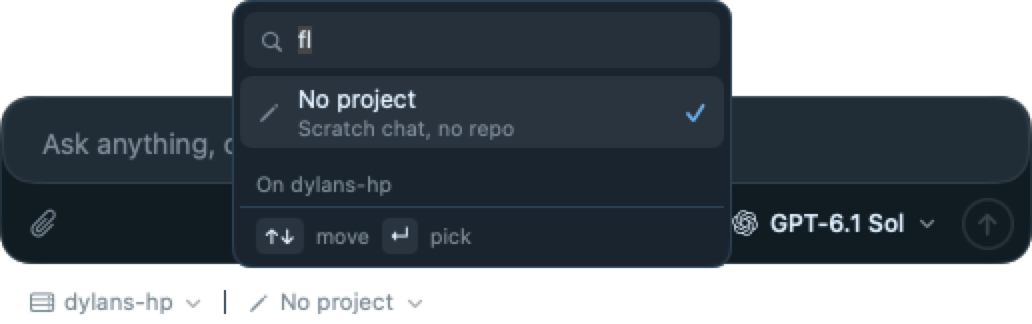 fl
No project
Scratch chat, no repo
Ask anything,
On dylans-hp
move pick
GPT-6.1 Sol
dylans-hp | No project